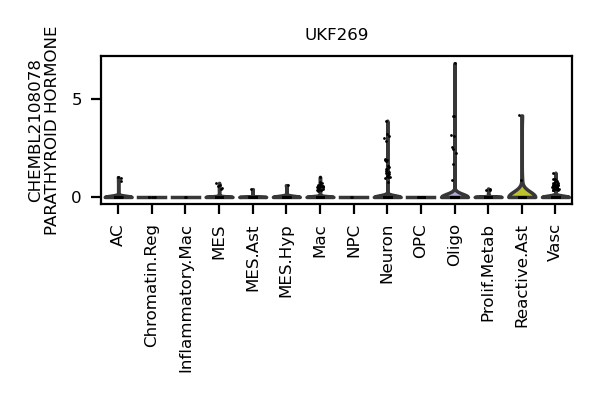 UKF269
CHEMBL2108078
PARATHYROID HORMONE
5
0
AC
Chromatin.Reg
Inflammatory.Mac
MES
MES.Ast
MES.Hyp
Mac
NPC
Neuron
OPC
Oligo
Prolif.Metab
Reactive.Ast
Vasc